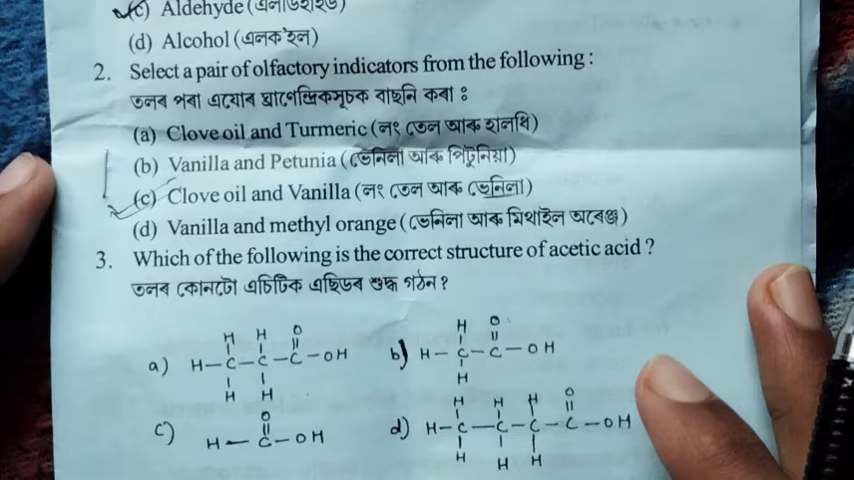 (c) Aldehyde (এলডিহাইড)
(d) Alcohol (এলক'হল)
2. Select a pair of olfactory indicators from the following :
তলৰ পৰা এযোৰ ঘ্ৰাণেন্দ্ৰিকসূচক বাছনি কৰা ঃ
(a) Clove oil and Turmeric (লং তেল আৰু হালধি)
(b) Vanilla and Petunia (ভেনিলা আৰু পিটুনিয়া)
(c) Clove oil and Vanilla (লং তেল আৰু ভেনিলা)
(d) Vanilla and methyl orange (ভেনিলা আৰু মিথাইল অৰেঞ্জ)
3. Which of the following is the correct structure of acetic acid ?
তলৰ কোনটো এচিটিক এছিডৰ শুদ্ধ গঠন ?
H H O
a) H–C–C–C–OH
H H
H O
b) H–C–C–OH
H
O
c) H–C–OH
H H H O
d) H–C–C–C–C–OH
H H H